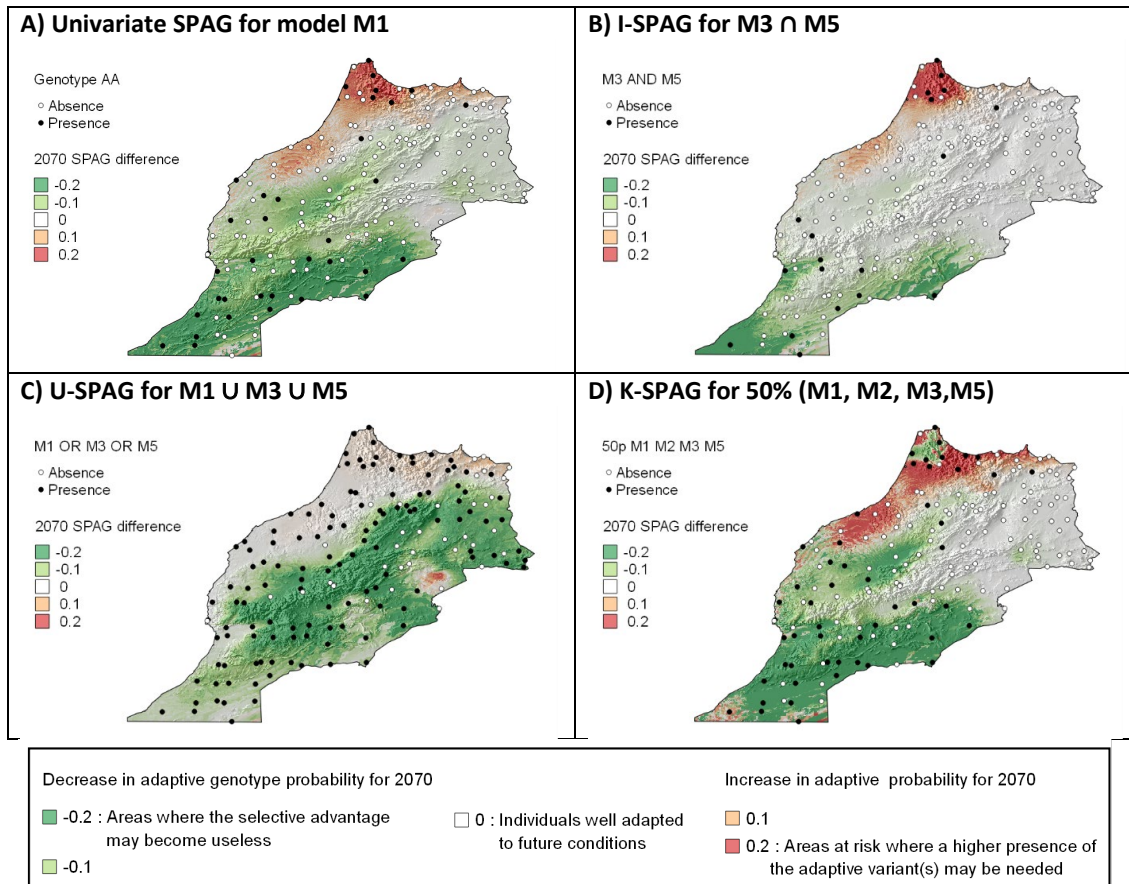 A) Univariate SPAG for model M1
Genotype AA
Absence
Presence
2070 SPAG difference
-0.2
-0.1
0
0.1
0.2
B) I-SPAG for M3 ∩ M5
M3 AND M5
Absence
Presence
2070 SPAG difference
-0.2
-0.1
0
0.1
0.2
C) U-SPAG for M1 ∪ M3 ∪ M5
M1 OR M3 OR M5
Absence
Presence
2070 SPAG difference
-0.2
-0.1
0
0.1
0.2
D) K-SPAG for 50% (M1, M2, M3,M5)
50p M1 M2 M3 M5
Absence
Presence
2070 SPAG difference
-0.2
-0.1
0
0.1
0.2
Decrease in adaptive genotype probability for 2070
-0.2 : Areas where the selective advantage
may become useless
-0.1
0 : Individuals well adapted
to future conditions
Increase in adaptive probability for 2070
0.1
0.2 : Areas at risk where a higher presence of
the adaptive variant(s) may be needed